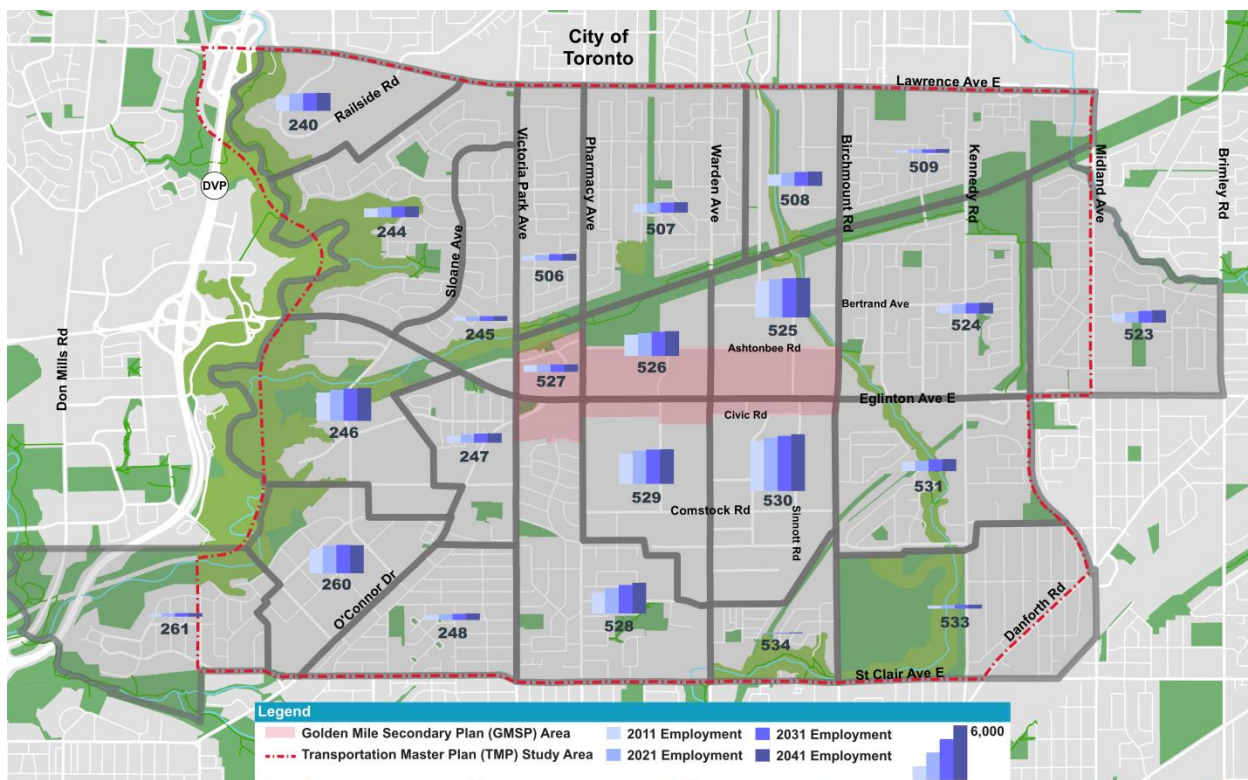 City of
Toronto
Lawrence Ave E
Railside Rd
240
DVP
244
Sloane Ave
Victoria Park Ave
Pharmacy Ave
Warden Ave
Birchmount Rd
Kennedy Rd
Midland Ave
Brimley Rd
509
508
507
506
Don Mills Rd
245
525
Bertrand Ave
524
523
526
Ashtonbee Rd
527
Eglinton Ave E
Civic Rd
246
247
529
530
531
Comstock Rd
Sinnott Rd
260
O'Connor Dr
261
248
528
534
533
Danforth Rd
St Clair Ave E
Legend
Golden Mile Secondary Plan (GMSP) Area
2011 Employment
2031 Employment
6,000
Transportation Master Plan (TMP) Study Area
2021 Employment
2041 Employment